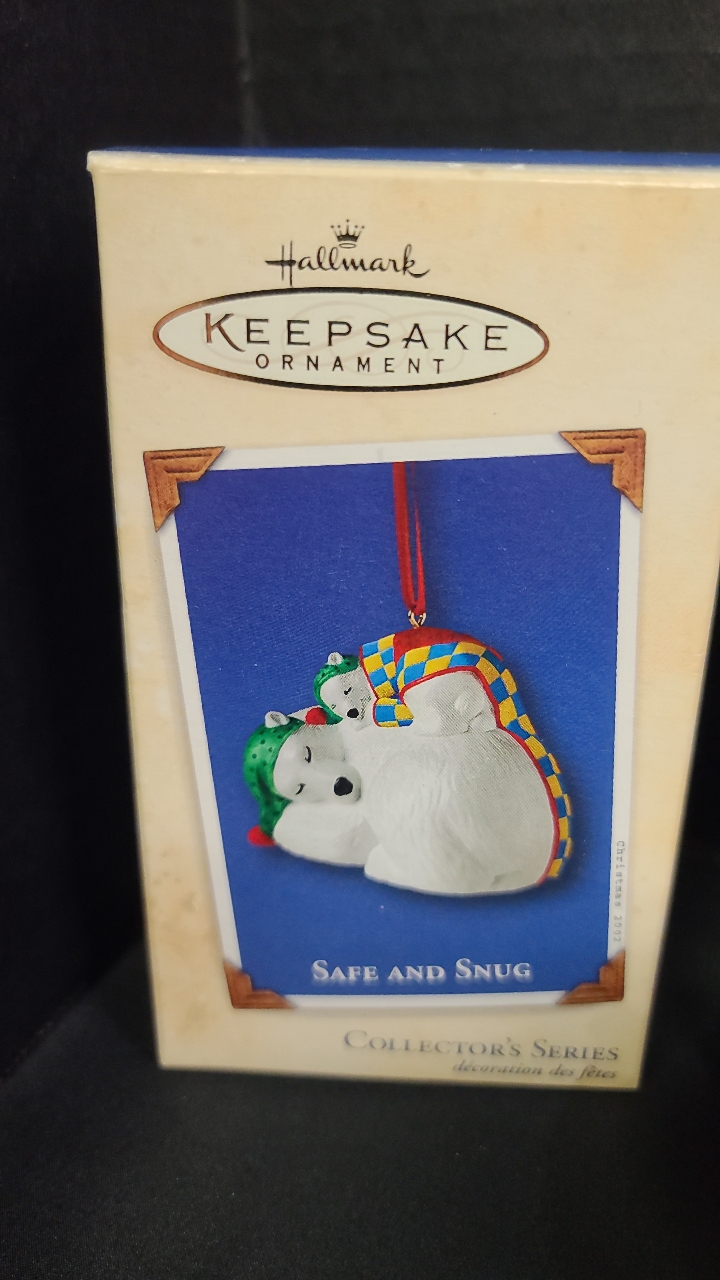 Hallmark
KEEPSAKE
ORNAMENT
SAFE AND SNUG
Christmas 2002
COLLECTOR'S SERIES
décoration des fêtes